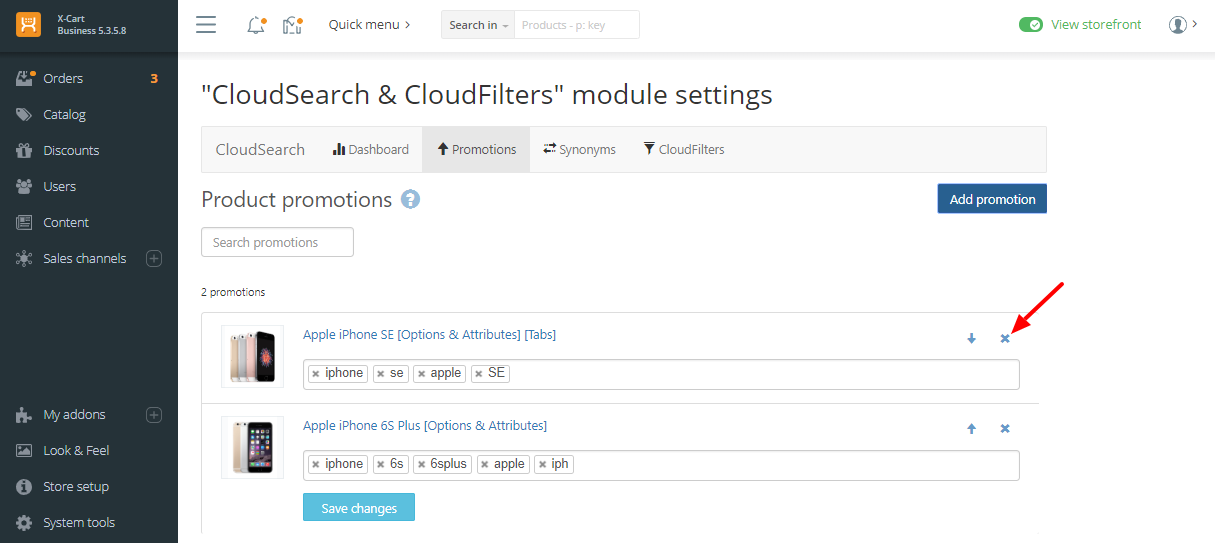 X-Cart
Business 5.3.5.8
Quick menu
Search in
Products - p: key
View storefront
Orders 3
Catalog
Discounts
Users
Content
Sales channels
My addons
Look & Feel
Store setup
System tools
"CloudSearch & CloudFilters" module settings
CloudSearch Dashboard Promotions Synonyms CloudFilters
Product promotions ?
Add promotion
Search promotions
2 promotions
Apple iPhone SE [Options & Attributes] [Tabs]
iphone se apple SE
Apple iPhone 6S Plus [Options & Attributes]
iphone 6s 6splus apple iph
Save changes